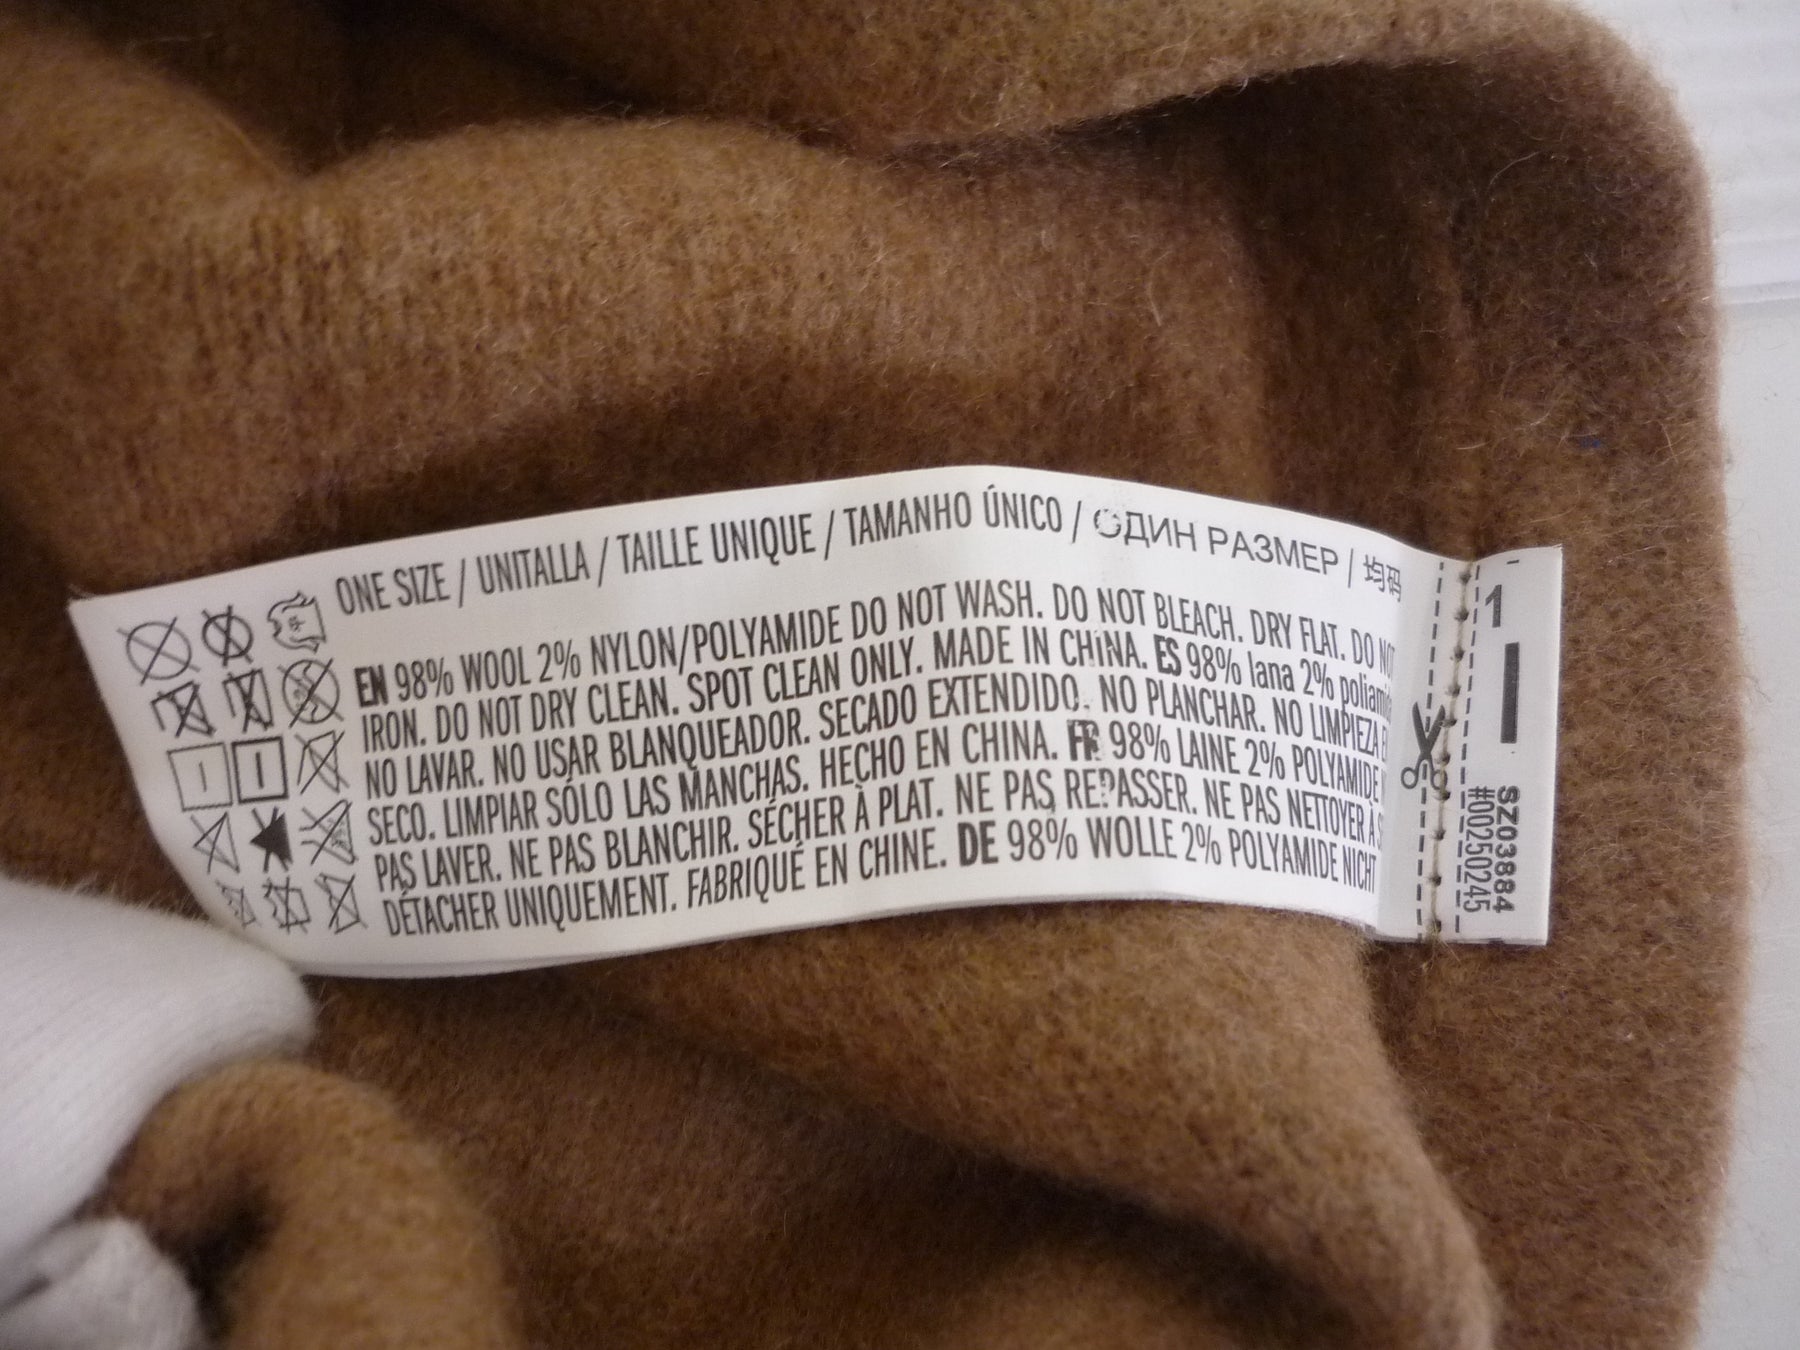 ONE SIZE / UNITALLA / TAILLE UNIQUE / TAMANHO ÚNICO / ОДИН РАЗМЕР / 均码
EN 98% WOOL 2% NYLON/POLYAMIDE DO NOT WASH. DO NOT BLEACH. DRY FLAT. DO NOT
IRON. DO NOT DRY CLEAN. SPOT CLEAN ONLY. MADE IN CHINA. ES 98% lana 2% poliamid
NO LAVAR. NO USAR BLANQUEADOR. SECADO EXTENDIDO. NO PLANCHAR. NO LIMPIEZA E
SECO. LIMPIAR SÓLO LAS MANCHAS. HECHO EN CHINA. FR 98% LAINE 2% POLYAMIDE
PAS LAVER. NE PAS BLANCHIR. SÉCHER À PLAT. NE PAS REPASSER. NE PAS NETTOYER À S
DÉTACHER UNIQUEMENT. FABRIQUÉ EN CHINE. DE 98% WOLLE 2% POLYAMIDE NICHT
1
SZ03884
#00250245